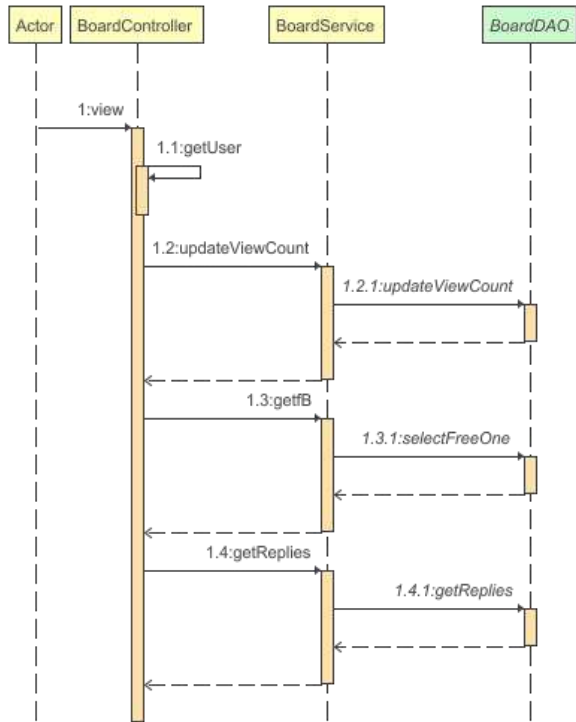 Actor
BoardController
BoardService
BoardDAO
1:view
1.1:getUser
1.2:updateViewCount
1.2.1:updateViewCount
1.3:getfB
1.3.1:selectFreeOne
1.4:getReplies
1.4.1:getReplies